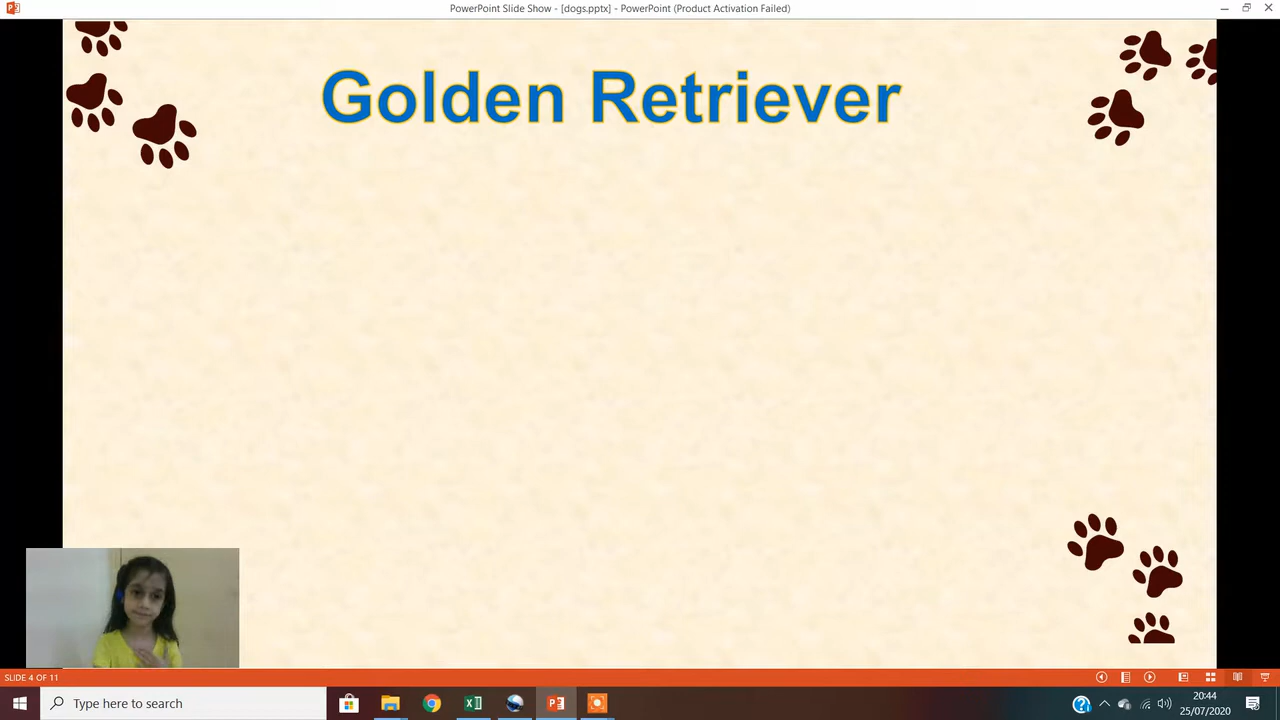 PowerPoint Slide Show - [dogs.pptx] - PowerPoint (Product Activation Failed)
Golden Retriever
SLIDE 4 OF 11
Type here to search
20:44
25/07/2020